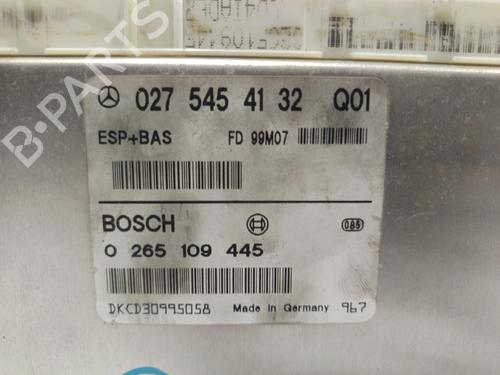 027 545 41 32 Q01
ESP+BAS FD 99M07
BOSCH 085
0 265 109 445
DKCD30995058 Made in Germany 967